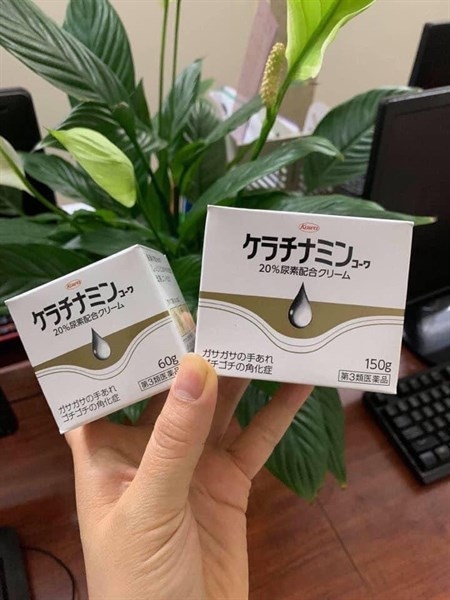 Kowa
ケラチナミンコーワ
20%尿素配合クリーム
60g
ガサガサの手あれ
ゴチゴチの角化症
第3類医薬品
Kowa
ケラチナミンコーワ
20%尿素配合クリーム
150g
ガサガサの手あれ
ゴチゴチの角化症
第3類医薬品